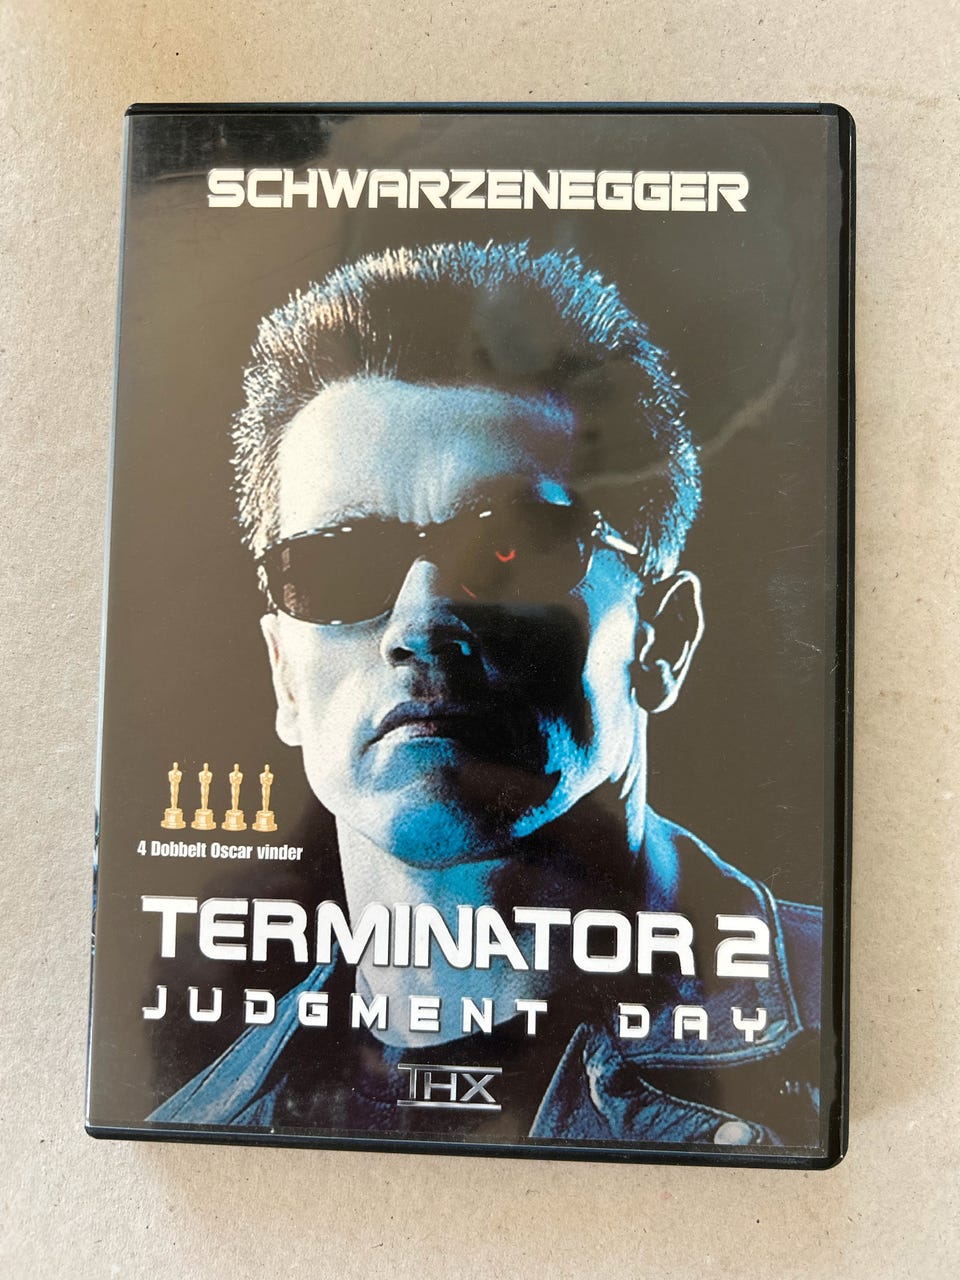 SCHWARZENEGGER
4 Dobbelt Oscar vinder
TERMINATOR 2
JUDGMENT DAY
THX